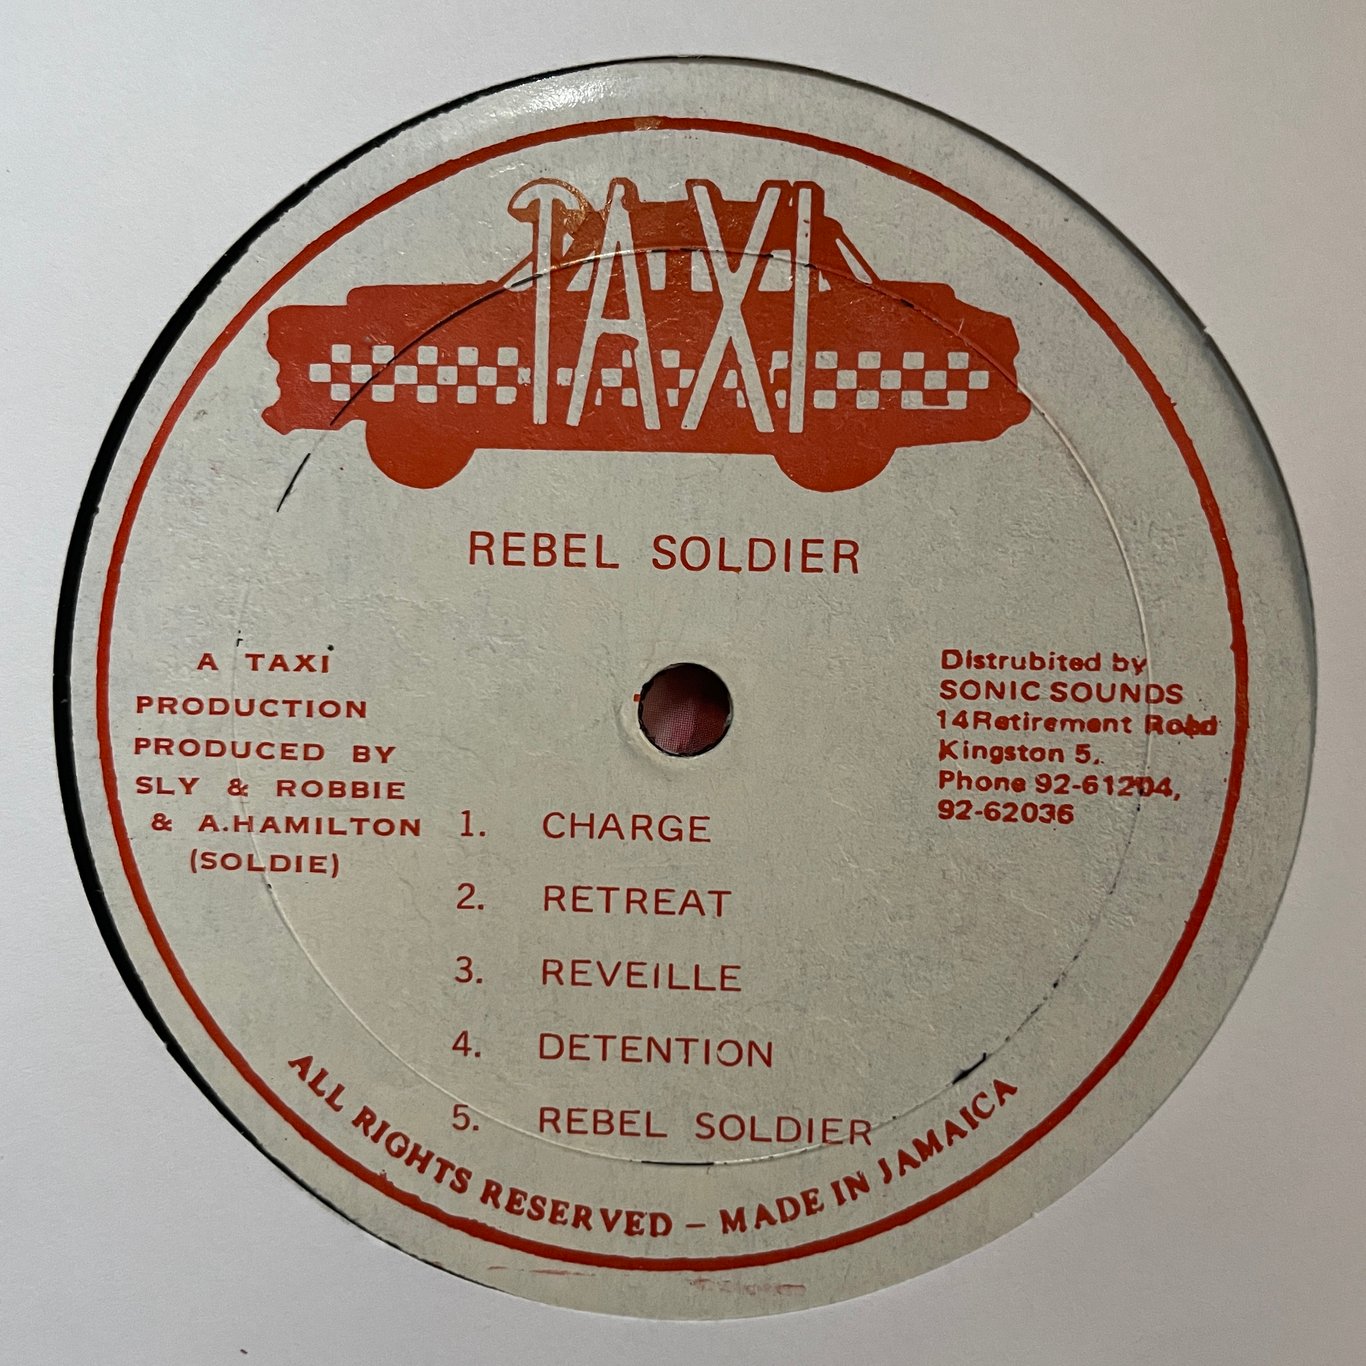 TAXI
REBEL SOLDIER
A TAXI
PRODUCTION
PRODUCED BY
SLY & ROBBIE
& A.HAMILTON
(SOLDIE)
Distrubited by
SONIC SOUNDS
14 Retirement Road
Kingston 5,.
Phone 92-61204,
92-62036
1. CHARGE
2. RETREAT
3. REVEILLE
4. DETENTION
5. REBEL SOLDIER
ALL RIGHTS RESERVED – MADE IN JAMAICA